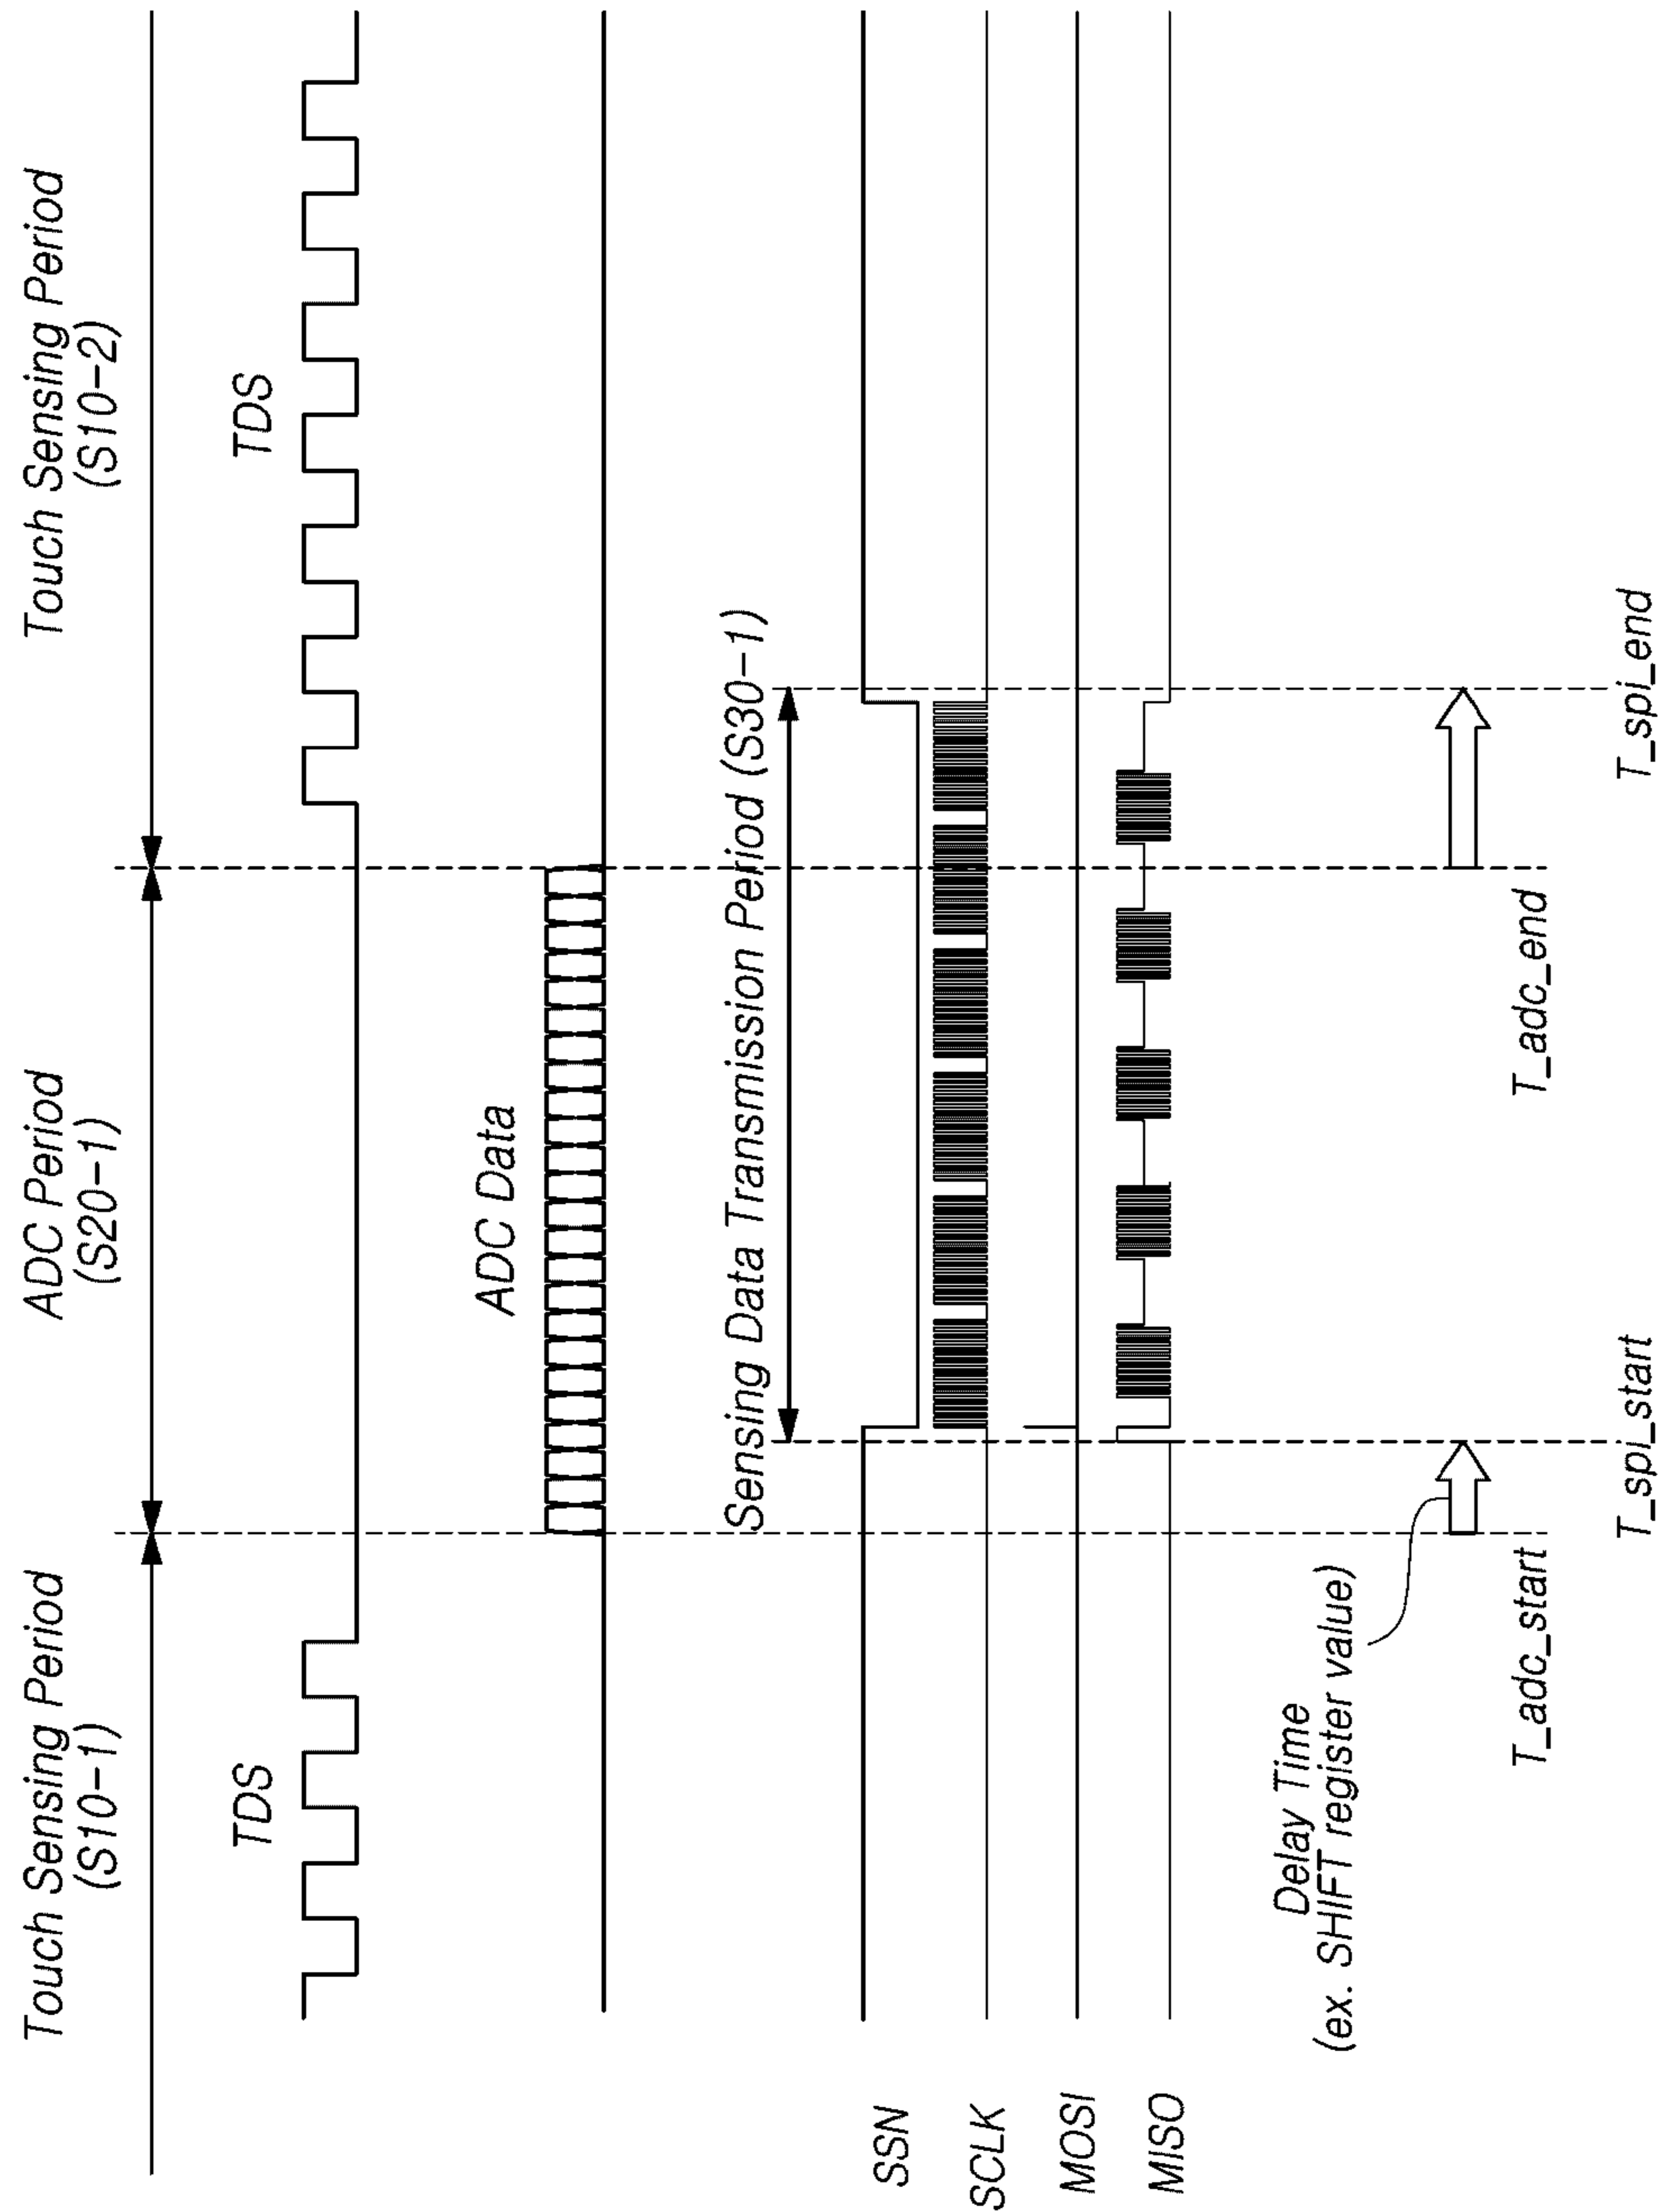 Touch Sensing Period
(S10-1)
ADC Period
(S20-1)
Touch Sensing Period
(S10-2)
TDS
TDS
ADC Data
Sensing Data Transmission Period (S30-1)
SSN
SCLK
MOSI
MISO
Delay Time
(ex. SHIFT register value)
T_adc_start
T_adc_end
T_spi_start
T_spi_end